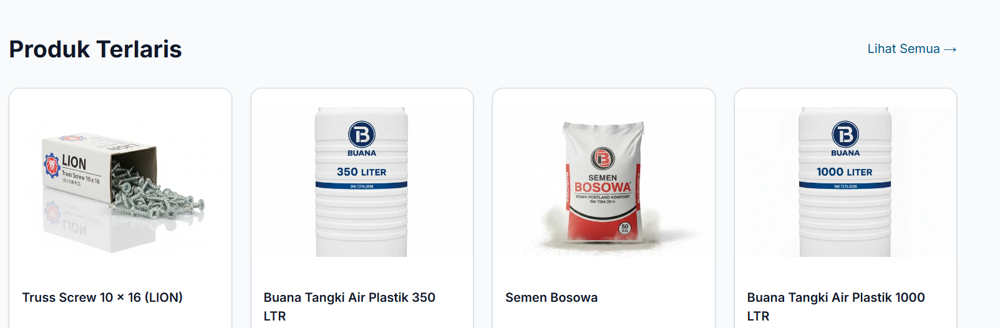 Produk Terlaris
Lihat Semua →
LION
LION
Truss Screw 10 x 16
LION
B
BUANA
350 LITER
SNI 7276:2008
B
SEMEN
BOSOWA
SEMEN PORTLAND KOMPOSIT
SNI 7064:2014
50
KG
B
BUANA
1000 LITER
SNI 7276:2008
Truss Screw 10 × 16 (LION)
Buana Tangki Air Plastik 350
LTR
Semen Bosowa
Buana Tangki Air Plastik 1000
LTR